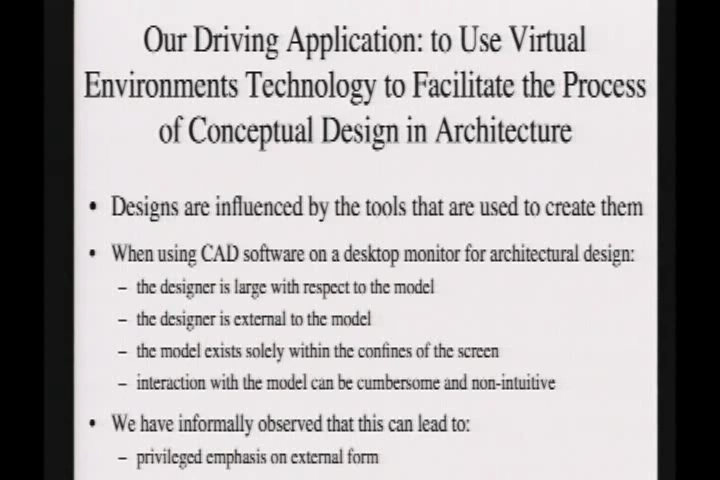 Our Driving Application: to Use Virtual
Environments Technology to Facilitate the Process
of Conceptual Design in Architecture
• Designs are influenced by the tools that are used to create them
• When using CAD software on a desktop monitor for architectural design:
– the designer is large with respect to the model
– the designer is external to the model
– the model exists solely within the confines of the screen
– interaction with the model can be cumbersome and non-intuitive
• We have informally observed that this can lead to:
– privileged emphasis on external form